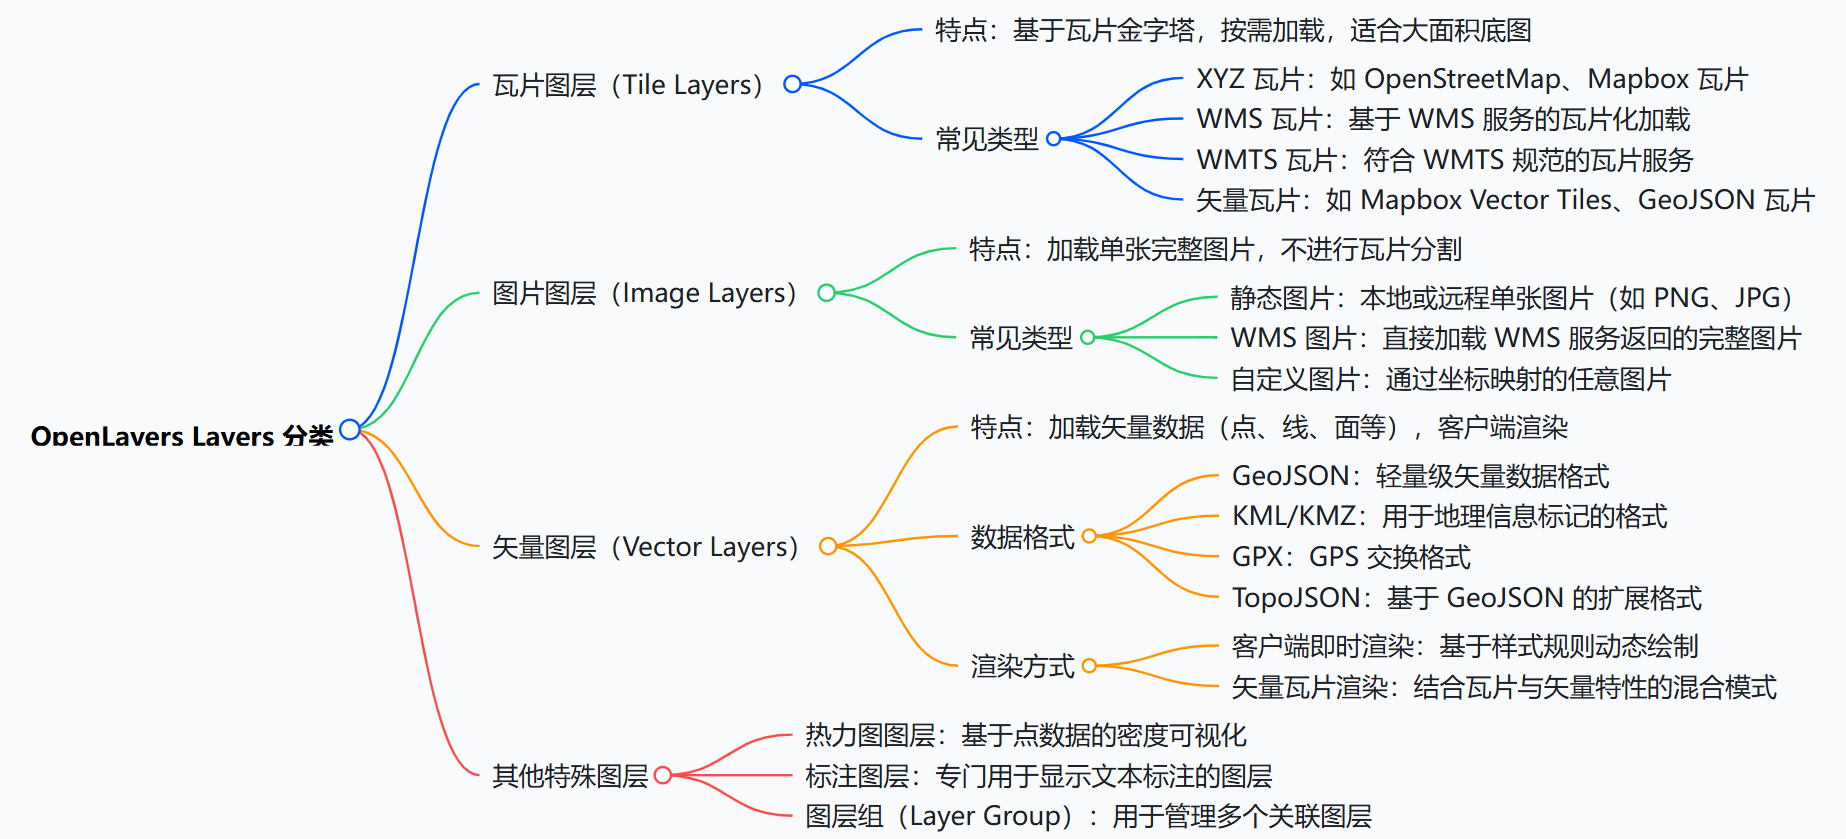 OpenLayers Layers 分类
瓦片图层（Tile Layers）
特点：基于瓦片金字塔，按需加载，适合大面积底图
常见类型
XYZ 瓦片：如 OpenStreetMap、Mapbox 瓦片
WMS 瓦片：基于 WMS 服务的瓦片化加载
WMTS 瓦片：符合 WMTS 规范的瓦片服务
矢量瓦片：如 Mapbox Vector Tiles、GeoJSON 瓦片
图片图层（Image Layers）
特点：加载单张完整图片，不进行瓦片分割
常见类型
静态图片：本地或远程单张图片（如 PNG、JPG）
WMS 图片：直接加载 WMS 服务返回的完整图片
自定义图片：通过坐标映射的任意图片
矢量图层（Vector Layers）
特点：加载矢量数据（点、线、面等），客户端渲染
数据格式
GeoJSON：轻量级矢量数据格式
KML/KMZ：用于地理信息标记的格式
GPX：GPS 交换格式
TopoJSON：基于 GeoJSON 的扩展格式
渲染方式
客户端即时渲染：基于样式规则动态绘制
矢量瓦片渲染：结合瓦片与矢量特性的混合模式
其他特殊图层
热力图图层：基于点数据的密度可视化
标注图层：专门用于显示文本标注的图层
图层组（Layer Group）：用于管理多个关联图层